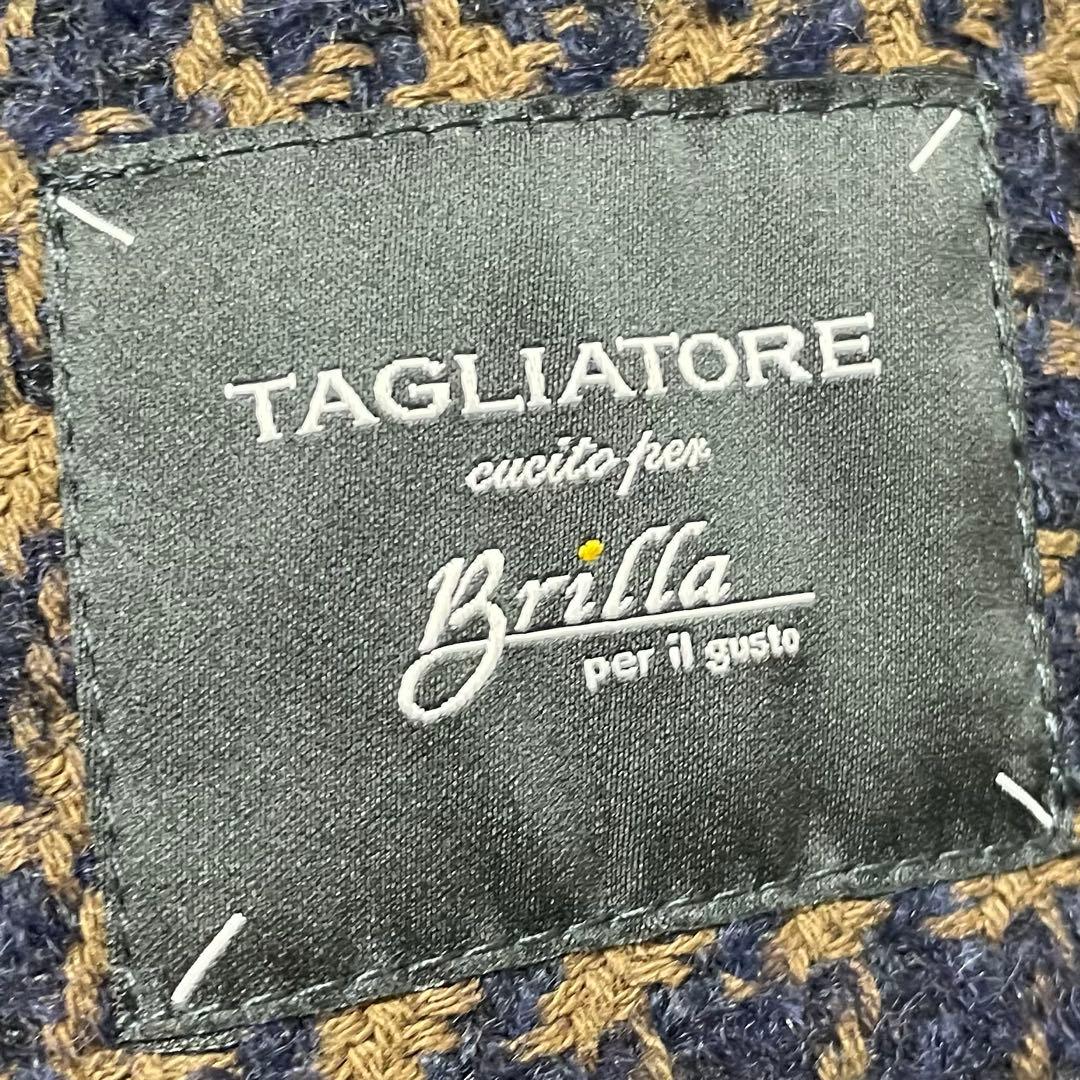 TAGLIATORE
cucito per
Brilla
per il gusto